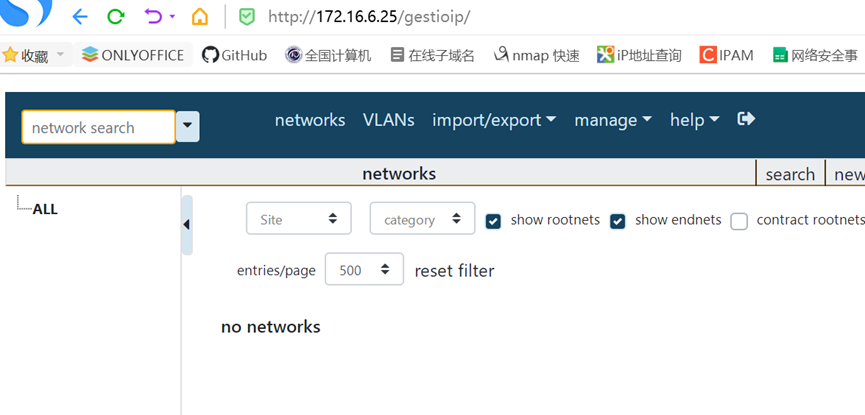 http://172.16.6.25/gestioip/
收藏 ONLYOFFICE GitHub 全国计算机 在线子域名 nmap 快速 iP地址查询 IPAM 网络安全事
network search networks VLANs import/export manage help
networks search new
ALL Site category show rootnets show endnets contract rootnets
entries/page 500 reset filter
no networks